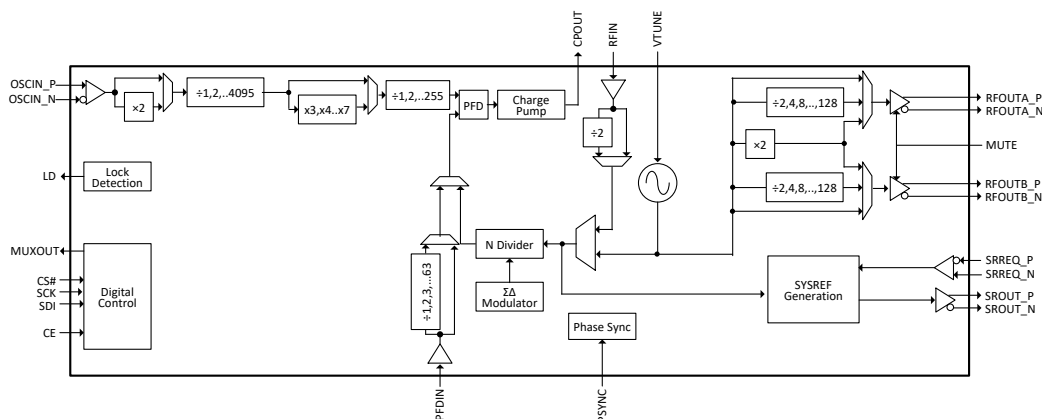 CPOUT
RFIN
VTUNE
OSCIN_P
OSCIN_N
×2
÷1,2,..4095
x3,x4..x7
÷1,2,..255
PFD
Charge
Pump
÷2
÷2,4,8,..,128
×2
÷2,4,8,..,128
RFOUTA_P
RFOUTA_N
MUTE
RFOUTB_P
RFOUTB_N
LD
Lock
Detection
MUXOUT
CS#
SCK
SDI
CE
Digital
Control
÷1,2,3,...63
N Divider
ΣΔ
Modulator
Phase Sync
SYSREF
Generation
SRREQ_P
SRREQ_N
SROUT_P
SROUT_N
PFDIN
PSYNC